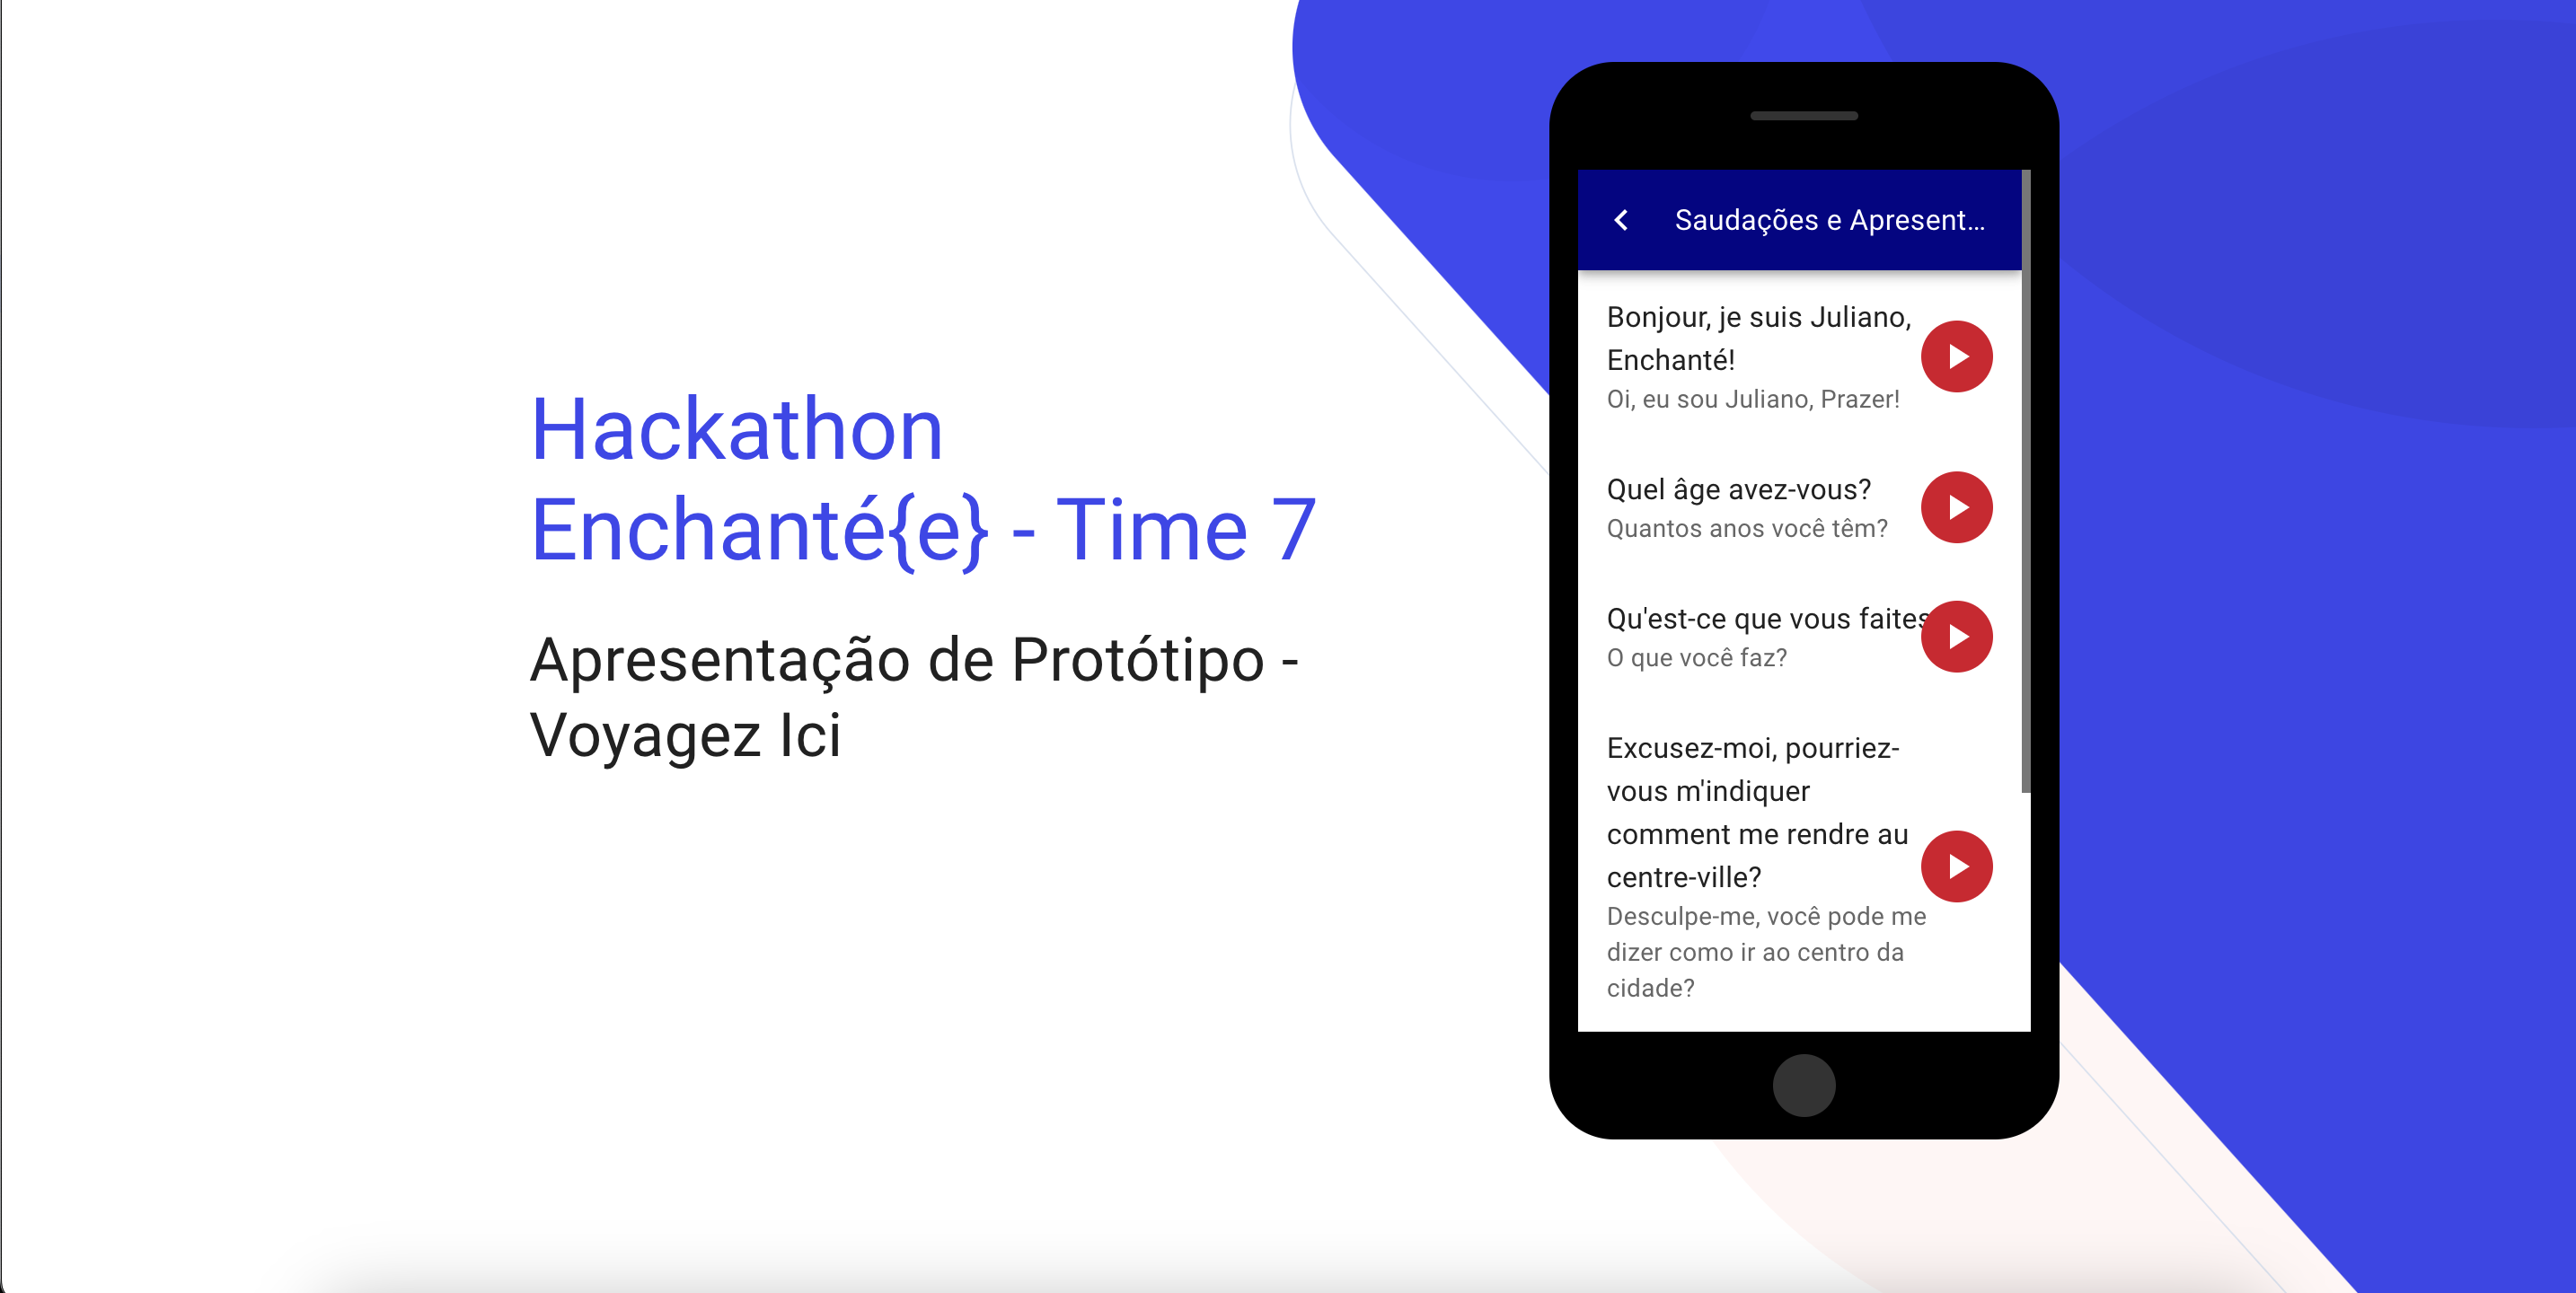 Hackathon
Enchanté{e} - Time 7
Apresentação de Protótipo -
Voyagez Ici
Saudações e Apresent...
Bonjour, je suis Juliano,
Enchanté!
Oi, eu sou Juliano, Prazer!
Quel âge avez-vous?
Quantos anos você têm?
Qu'est-ce que vous faites
O que você faz?
Excusez-moi, pourriez-
vous m'indiquer
comment me rendre au
centre-ville?
Desculpe-me, você pode me
dizer como ir ao centro da
cidade?